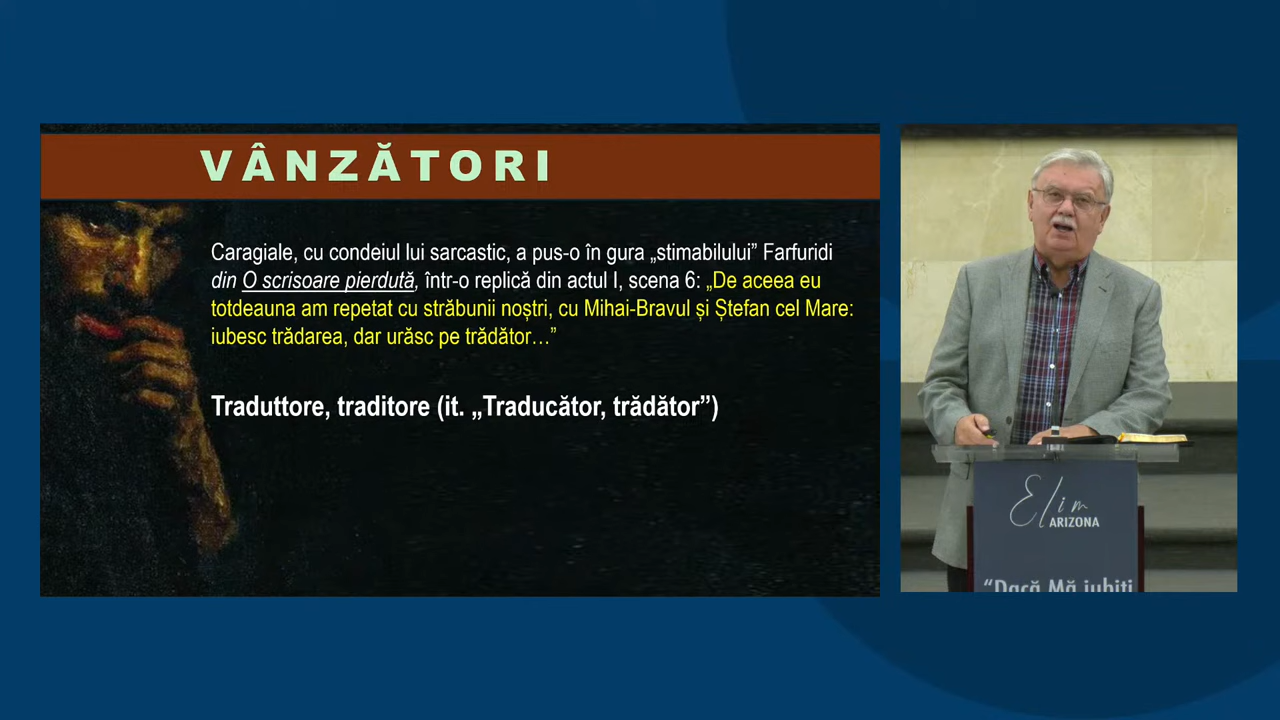 VÂNZĂTORI
Caragiale, cu condeiul lui sarcastic, a pus-o în gura „stimabilului” Farfuridi
din O scrisoare pierdută, într-o replică din actul I, scena 6: „De aceea eu
totdeauna am repetat cu străbunii noștri, cu Mihai-Bravul și Ștefan cel Mare:
iubesc trădarea, dar urăsc pe trădător…”
Traduttore, traditore (it. „Traducător, trădător”)
Elim
ARIZONA
“Dacă Mă iubiți